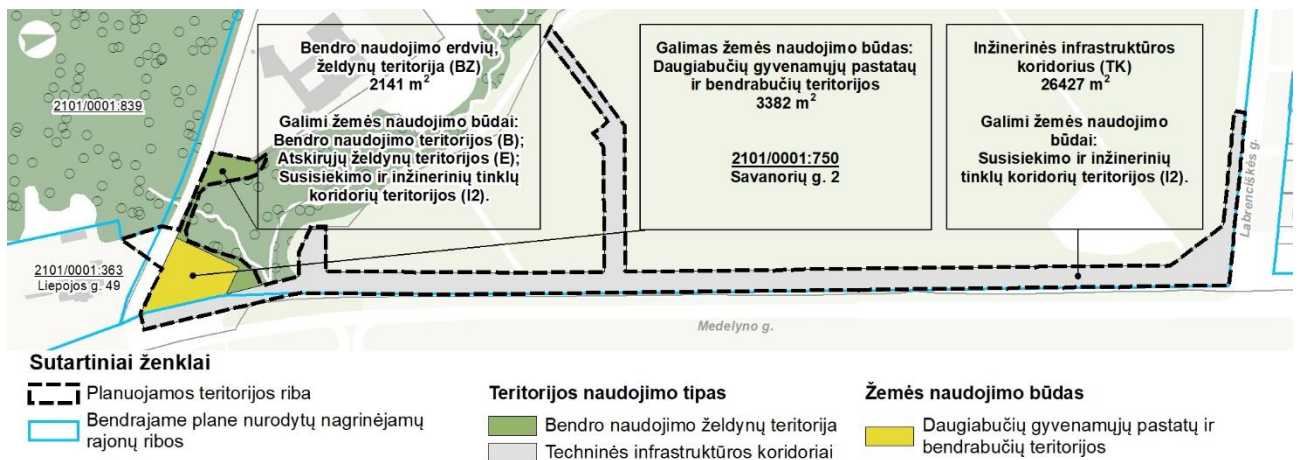 Bendro naudojimo erdvių,
želdynų teritorija (BZ)
2141 m²
Galimi žemės naudojimo būdai:
Bendro naudojimo teritorijos (B);
Atskirųjų želdynų teritorijos (E);
Susisiekimo ir inžinerinių tinklų
koridorių teritorijos (I2).
Galimas žemės naudojimo būdas:
Daugiabučių gyvenamųjų pastatų
ir bendrabučių teritorijos
3382 m²
2101/0001:750
Savanorių g. 2
Inžinerinės infrastruktūros
koridorius (TK)
26427 m²
Galimi žemės naudojimo
būdai:
Susisiekimo ir inžinerinių
tinklų koridorių teritorijos (I2).
2101/0001:839
2101/0001:363
Liepojos g. 49
Labrenciškės g.
Medelyno g.
Sutartiniai ženklai
Planuojamos teritorijos riba
Bendrajame plane nurodytų nagrinėjamų
rajonų ribos
Teritorijos naudojimo tipas
Bendro naudojimo želdynų teritorija
Techninės infrastruktūros koridoriai
Žemės naudojimo būdas
Daugiabučių gyvenamųjų pastatų ir
bendrabučių teritorijos